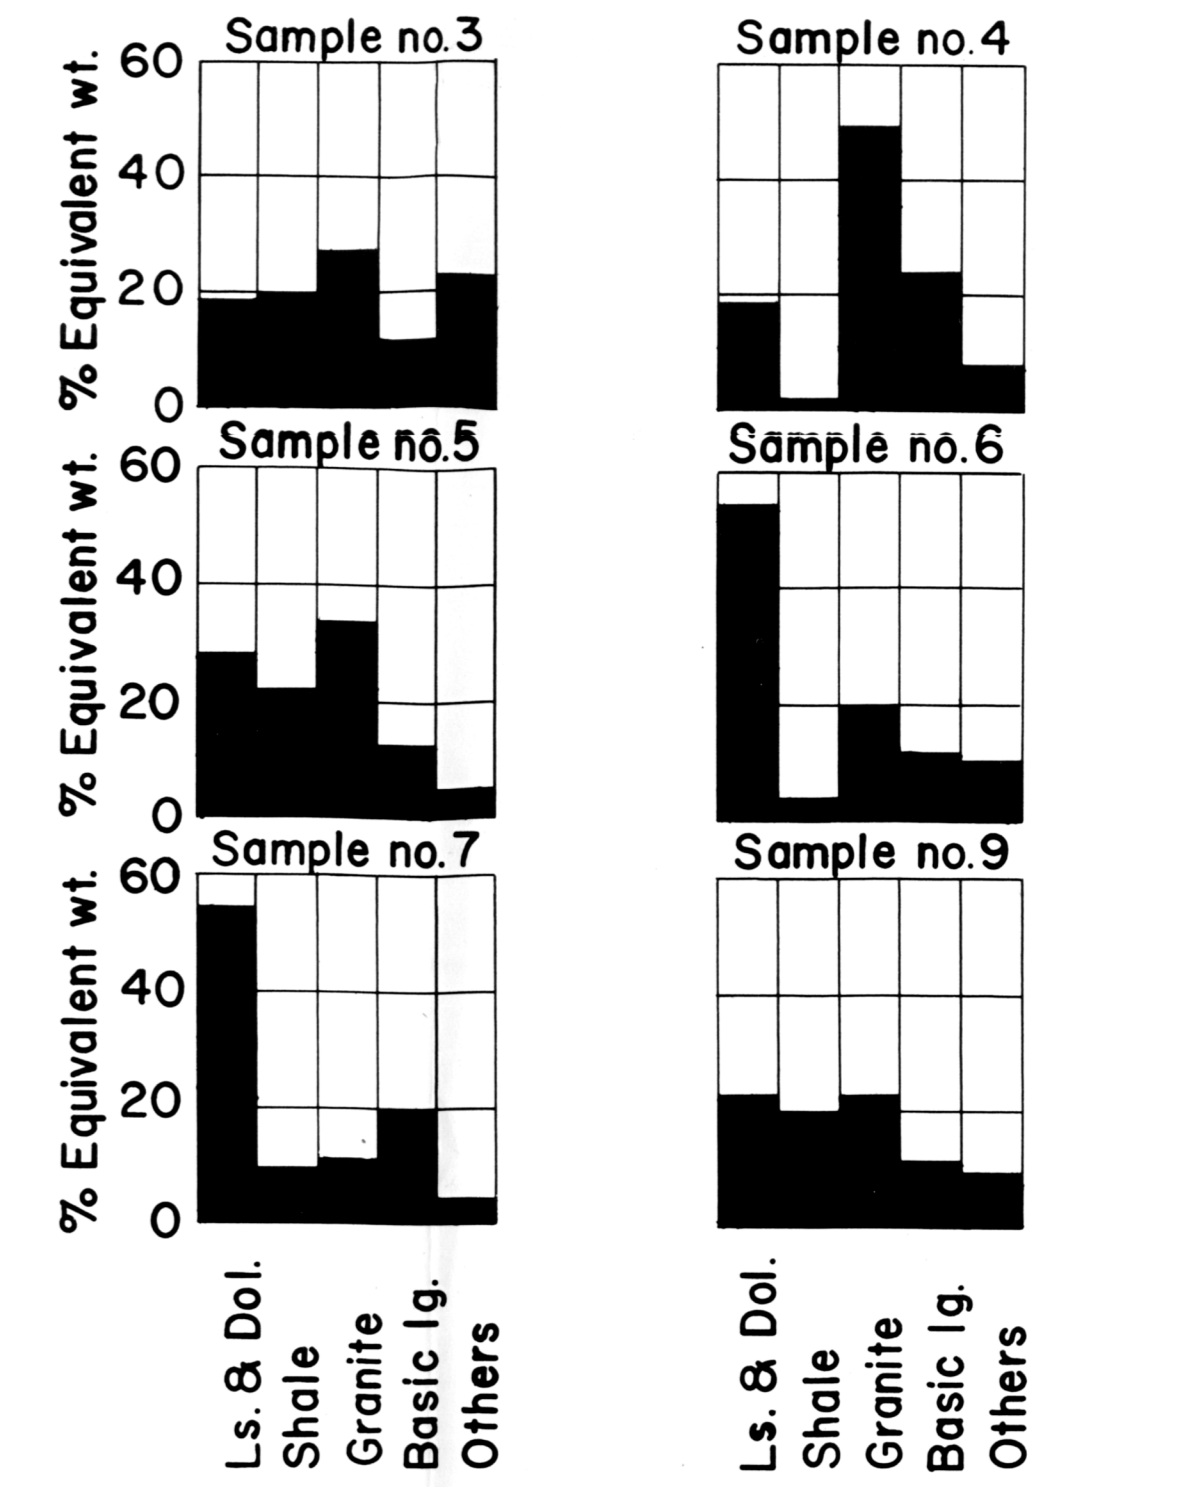 Sample no.3
Sample no.4
% Equivalent wt.
60
40
20
0
Sample no.5
Sample no.6
% Equivalent wt.
60
40
20
0
Sample no.7
Sample no.9
% Equivalent wt.
60
40
20
0
Ls. & Dol.
Shale
Granite
Basic Ig.
Others
Ls. & Dol.
Shale
Granite
Basic Ig.
Others